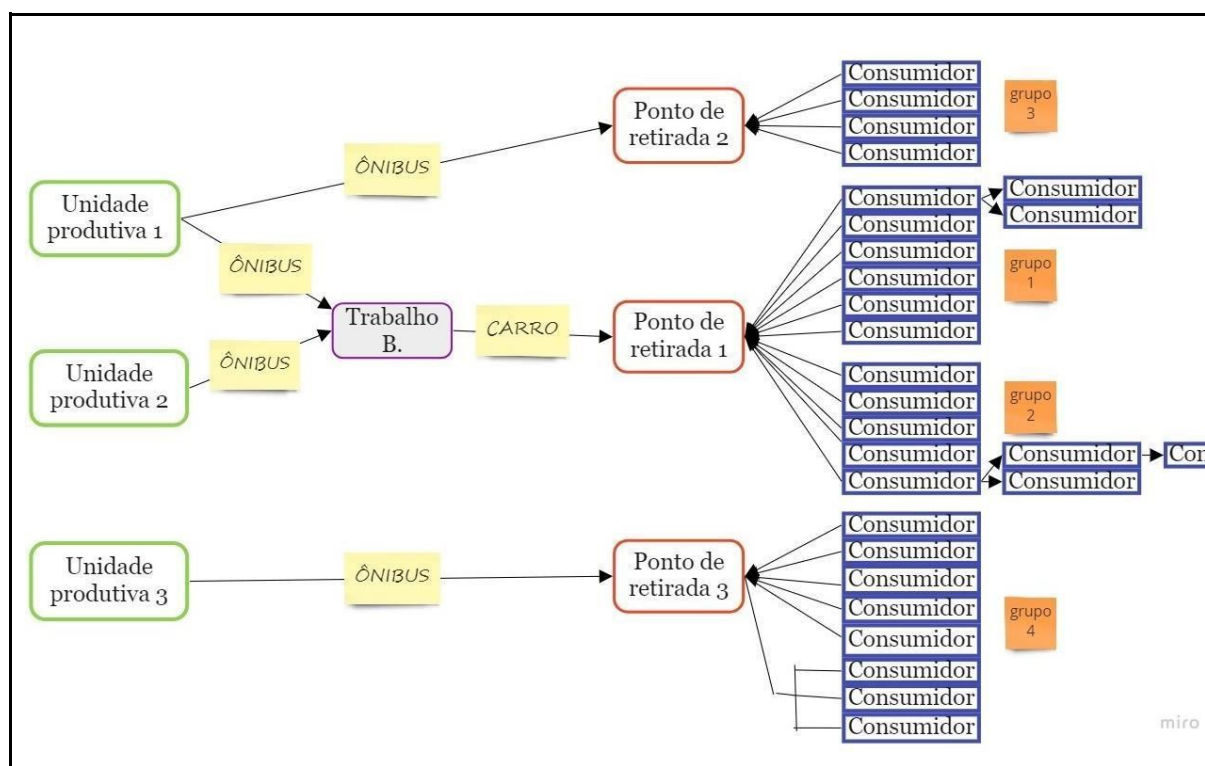 Consumidor
Consumidor
Consumidor
Consumidor
grupo
3
Ponto de
retirada 2
ÔNIBUS
Unidade
produtiva 1
ÔNIBUS
Consumidor
Consumidor
Consumidor
Consumidor
Consumidor
Consumidor
Consumidor
Consumidor
grupo
1
Trabalho
B.
CARRO
Ponto de
retirada 1
Unidade
produtiva 2
ÔNIBUS
Consumidor
Consumidor
Consumidor
Consumidor
Consumidor
grupo
2
Consumidor
Con
Consumidor
Unidade
produtiva 3
ÔNIBUS
Ponto de
retirada 3
Consumidor
Consumidor
Consumidor
Consumidor
Consumidor
Consumidor
Consumidor
Consumidor
grupo
4
miro